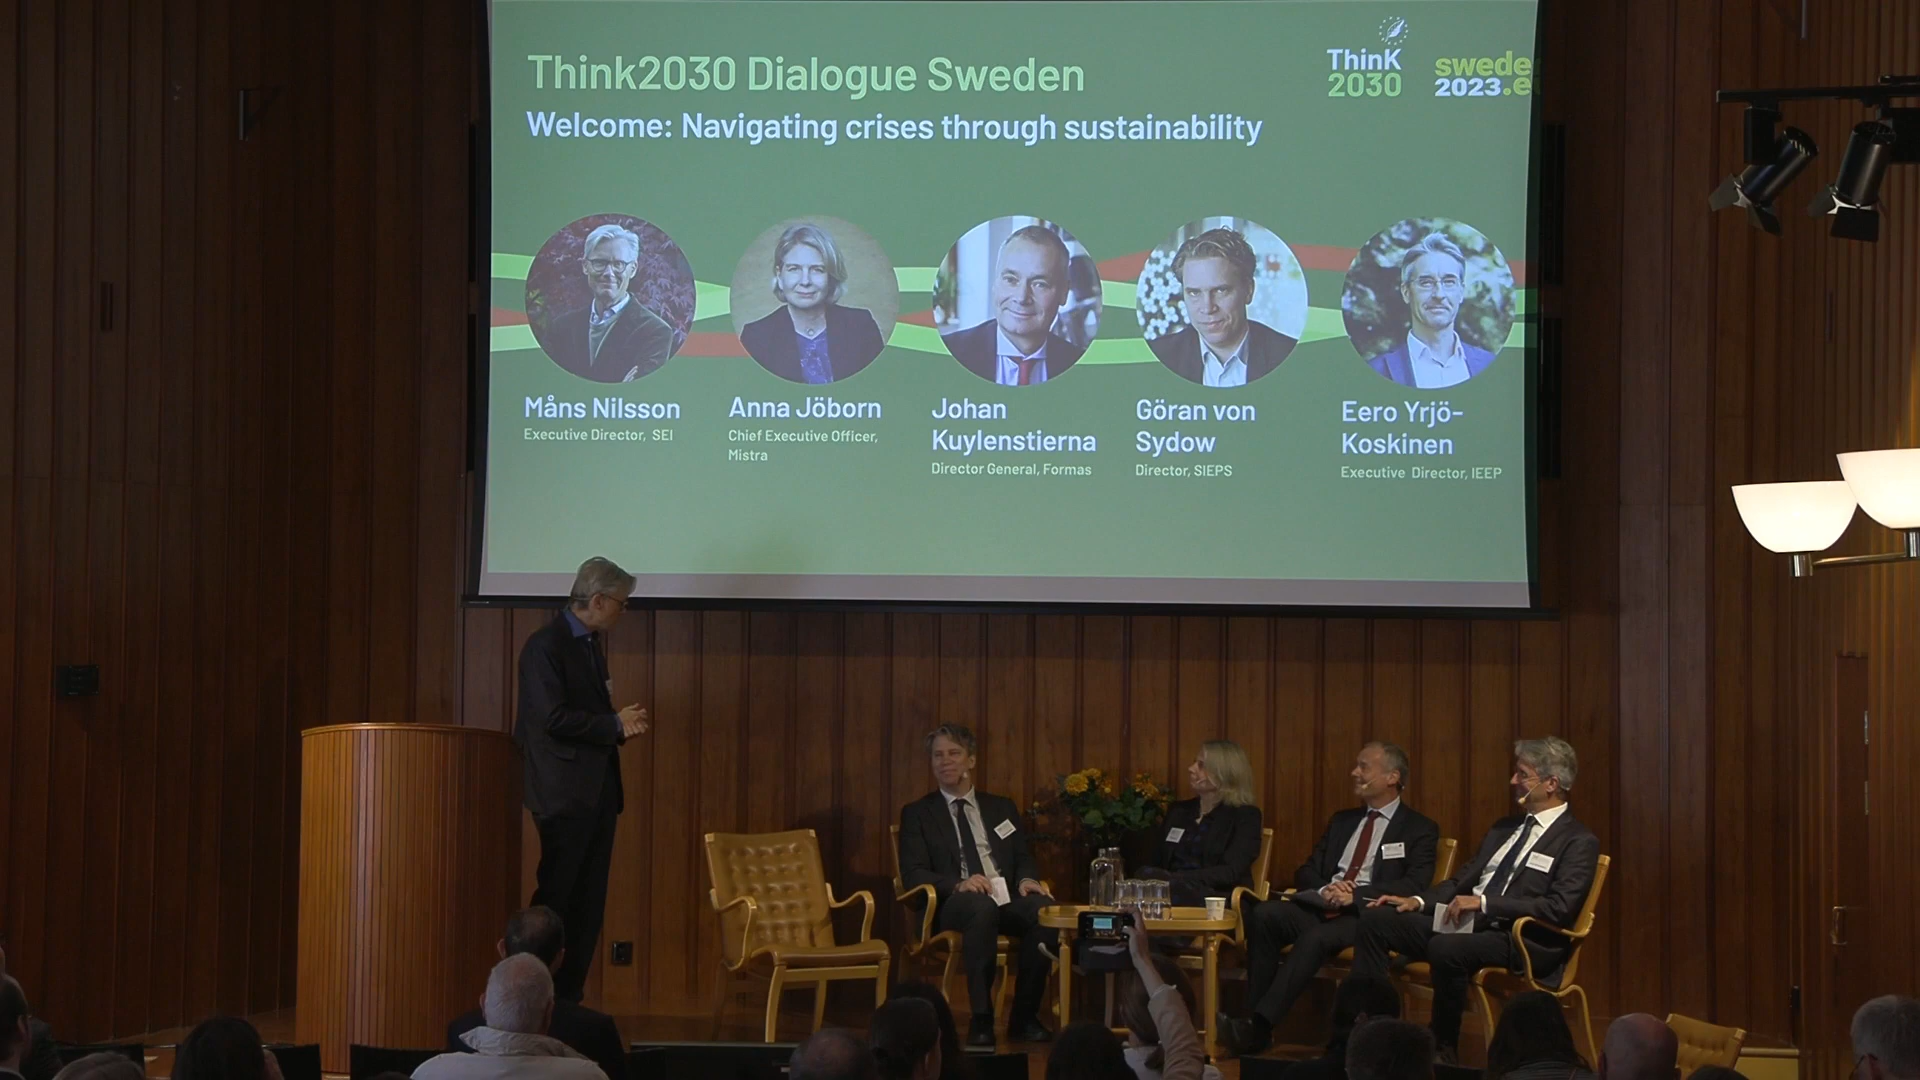 Think2030 Dialogue Sweden
Welcome: Navigating crises through sustainability
ThinK
2030
swede
2023.e
Måns Nilsson
Executive Director, SEI
Anna Jöborn
Chief Executive Officer,
Mistra
Johan
Kuylenstierna
Director General, Formas
Göran von
Sydow
Director, SIEPS
Eero Yrjö-
Koskinen
Executive Director, IEEP